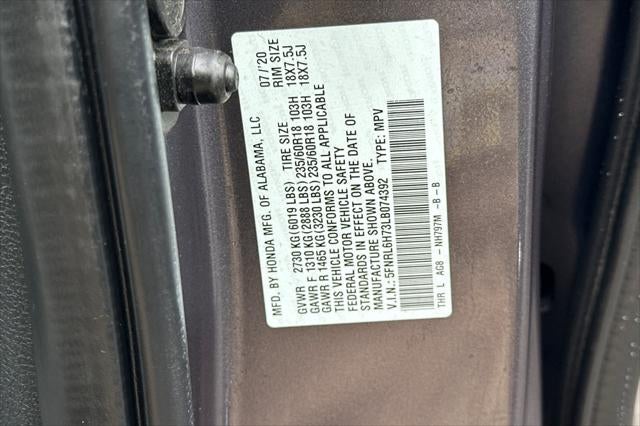 MFD. BY HONDA MFG. OF ALABAMA, LLC 07/'20
TIRE SIZE RIM SIZE
GVWR 2730 KG(6019 LBS)
GAWR F 1310 KG(2888 LBS)235/60R18 103H 18X7.5J
GAWR R 1465 KG(3230 LBS)235/60R18 103H 18X7.5J
THIS VEHICLE CONFORMS TO ALL APPLICABLE
FEDERAL MOTOR VEHICLE SAFETY
STANDARDS IN EFFECT ON THE DATE OF
MANUFACTURE SHOWN ABOVE.
V.I.N.: 5FNRL6H73LB074392 TYPE: MPV
THR L AG8 - NH797M -B -B